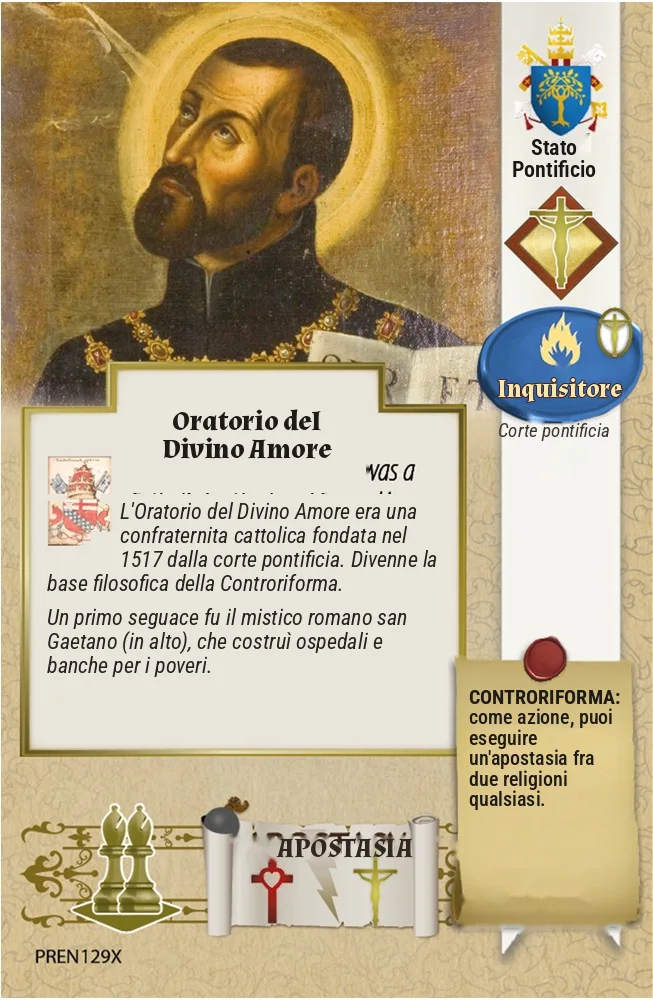 Stato
Pontificio
Inquisitore
Corte pontificia
Oratorio del
Divino Amore
was a
L'Oratorio del Divino Amore era una
confraternita cattolica fondata nel
1517 dalla corte pontificia. Divenne la
base filosofica della Controriforma.
Un primo seguace fu il mistico romano san
Gaetano (in alto), che costruì ospedali e
banche per i poveri.
CONTRORIFORMA:
come azione, puoi
eseguire
un'apostasia fra
due religioni
qualsiasi.
APOSTASIA
PREN129X